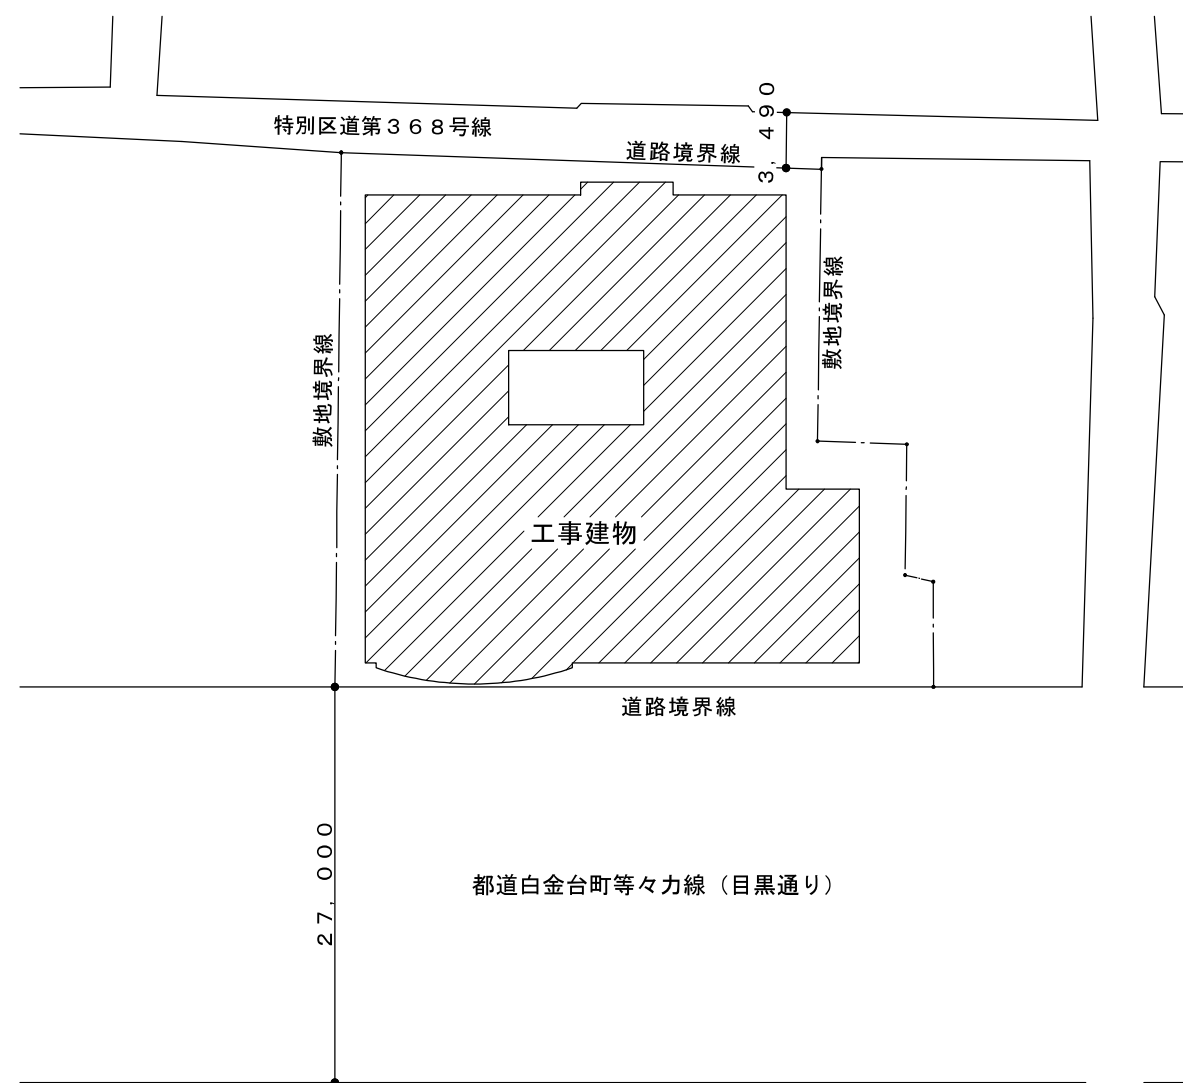 特別区道第３６８号線
３，４９０
道路境界線
敷地境界線
敷地境界線
工事建物
道路境界線
２７，０００
都道白金台町等々力線（目黒通り）